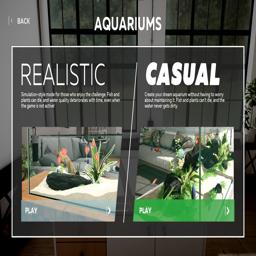 BACK
AQUARIUMS
REALISTIC
Simulation-style mode for those who enjoy the challenge. Fish and
plants can die, and water quality deteriorates with time, even when
the game is not active!
PLAY
CASUAL
Create your dream aquarium without having to worry
about maintaining it. Fish and plants can't die, and the
water never gets dirty.
PLAY